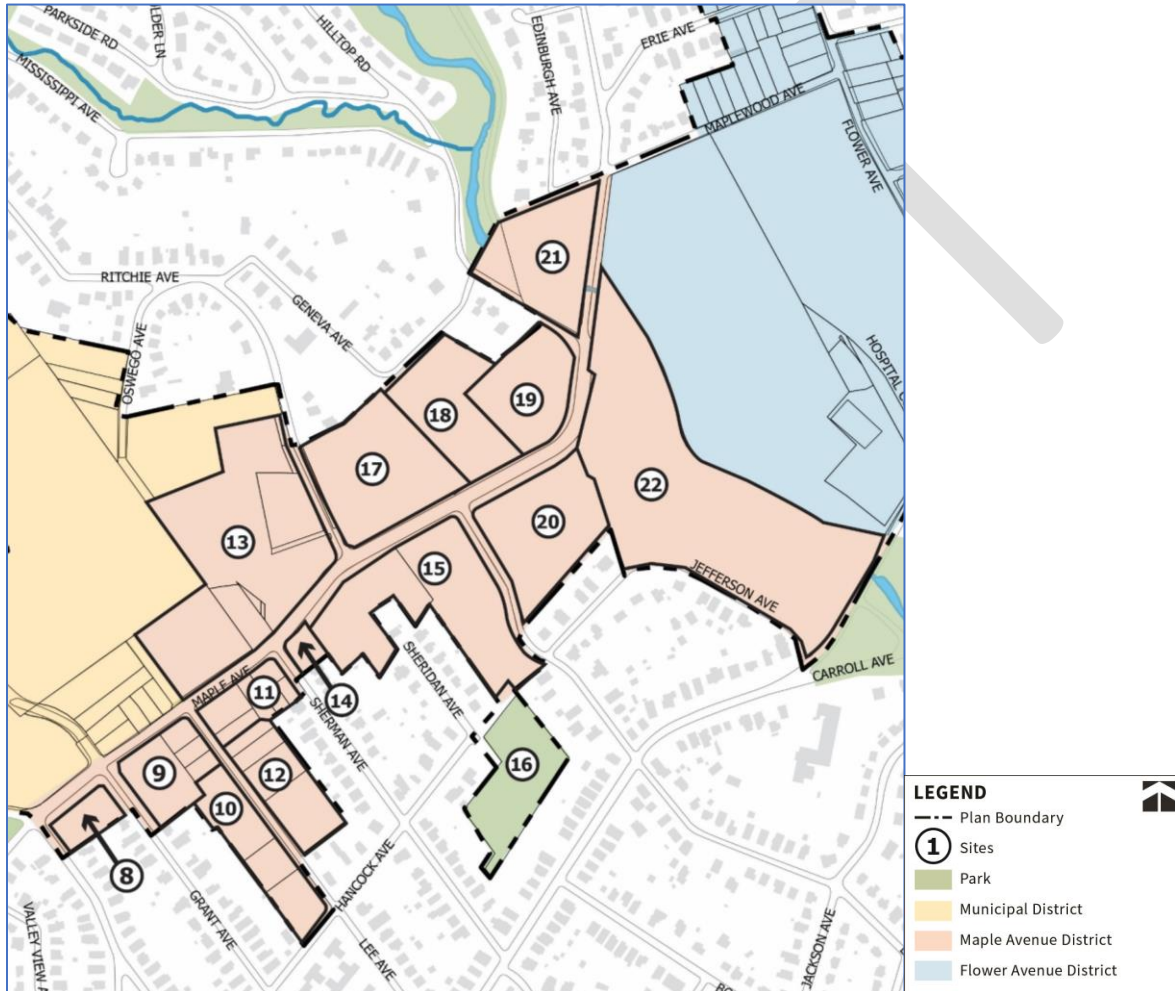 PARKSIDE RD
HILLTOP RD
EDINBURGH AVE
ERIE AVE
MISSISSIPPI AVE
MAPLEWOOD AVE
FLOWER AVE
RITCHIE AVE
GENEVA AVE
OSWEGO AVE
HOSPITAL
21
19
18
17
22
20
13
15
JEFFERSON AVE
CARROLL AVE
SHERIDAN AVE
MAPLE AVE
11
14
SHERMAN AVE
16
9
12
10
8
HANCOCK AVE
GRANT AVE
LEE AVE
VALLEY VIEW
JACKSON AVE
LEGEND
Plan Boundary
1 Sites
Park
Municipal District
Maple Avenue District
Flower Avenue District